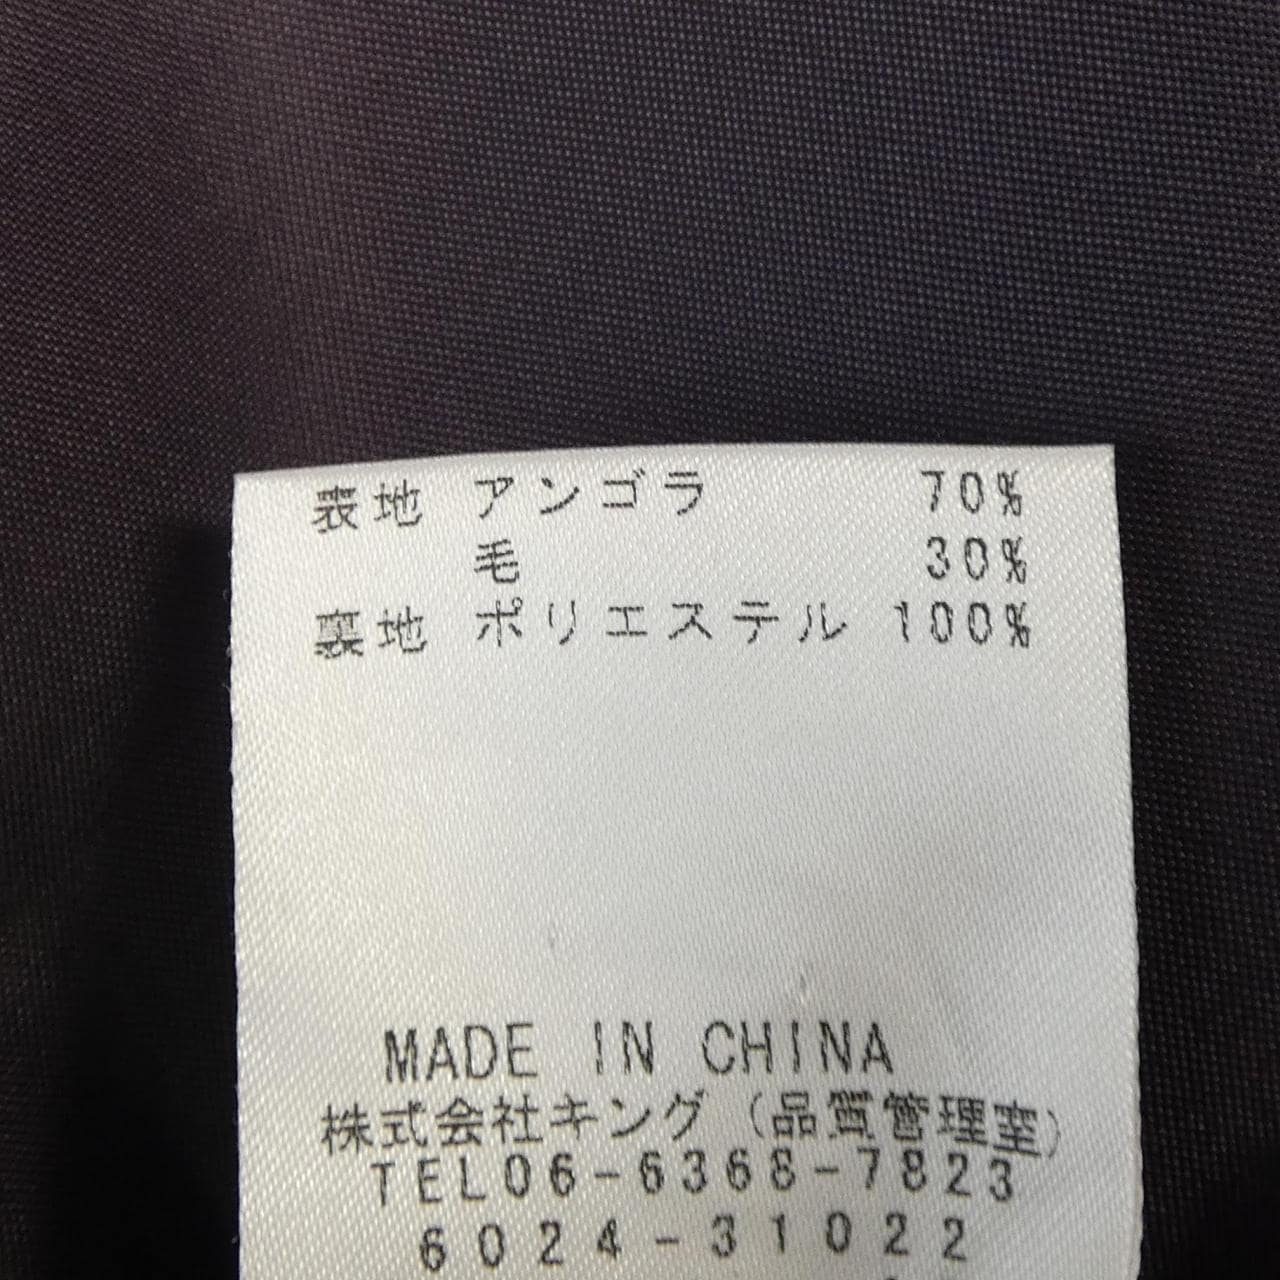 表地 アンゴラ 70%
毛 30%
裏地 ポリエステル 100%
MADE IN CHINA
株式会社キング(品質管理室)
TEL06-6368-7823
6024-31022